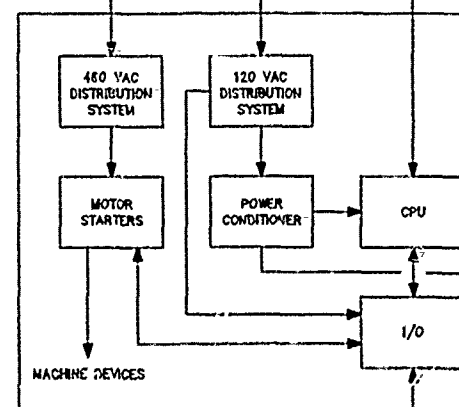 460 VAC
DISTRIBUTION
SYSTEM
120 VAC
DISTRIBUTION
SYSTEM
MOTOR
STARTERS
POWER
CONDITIONER
CPU
I/O
MACHINE DEVICES